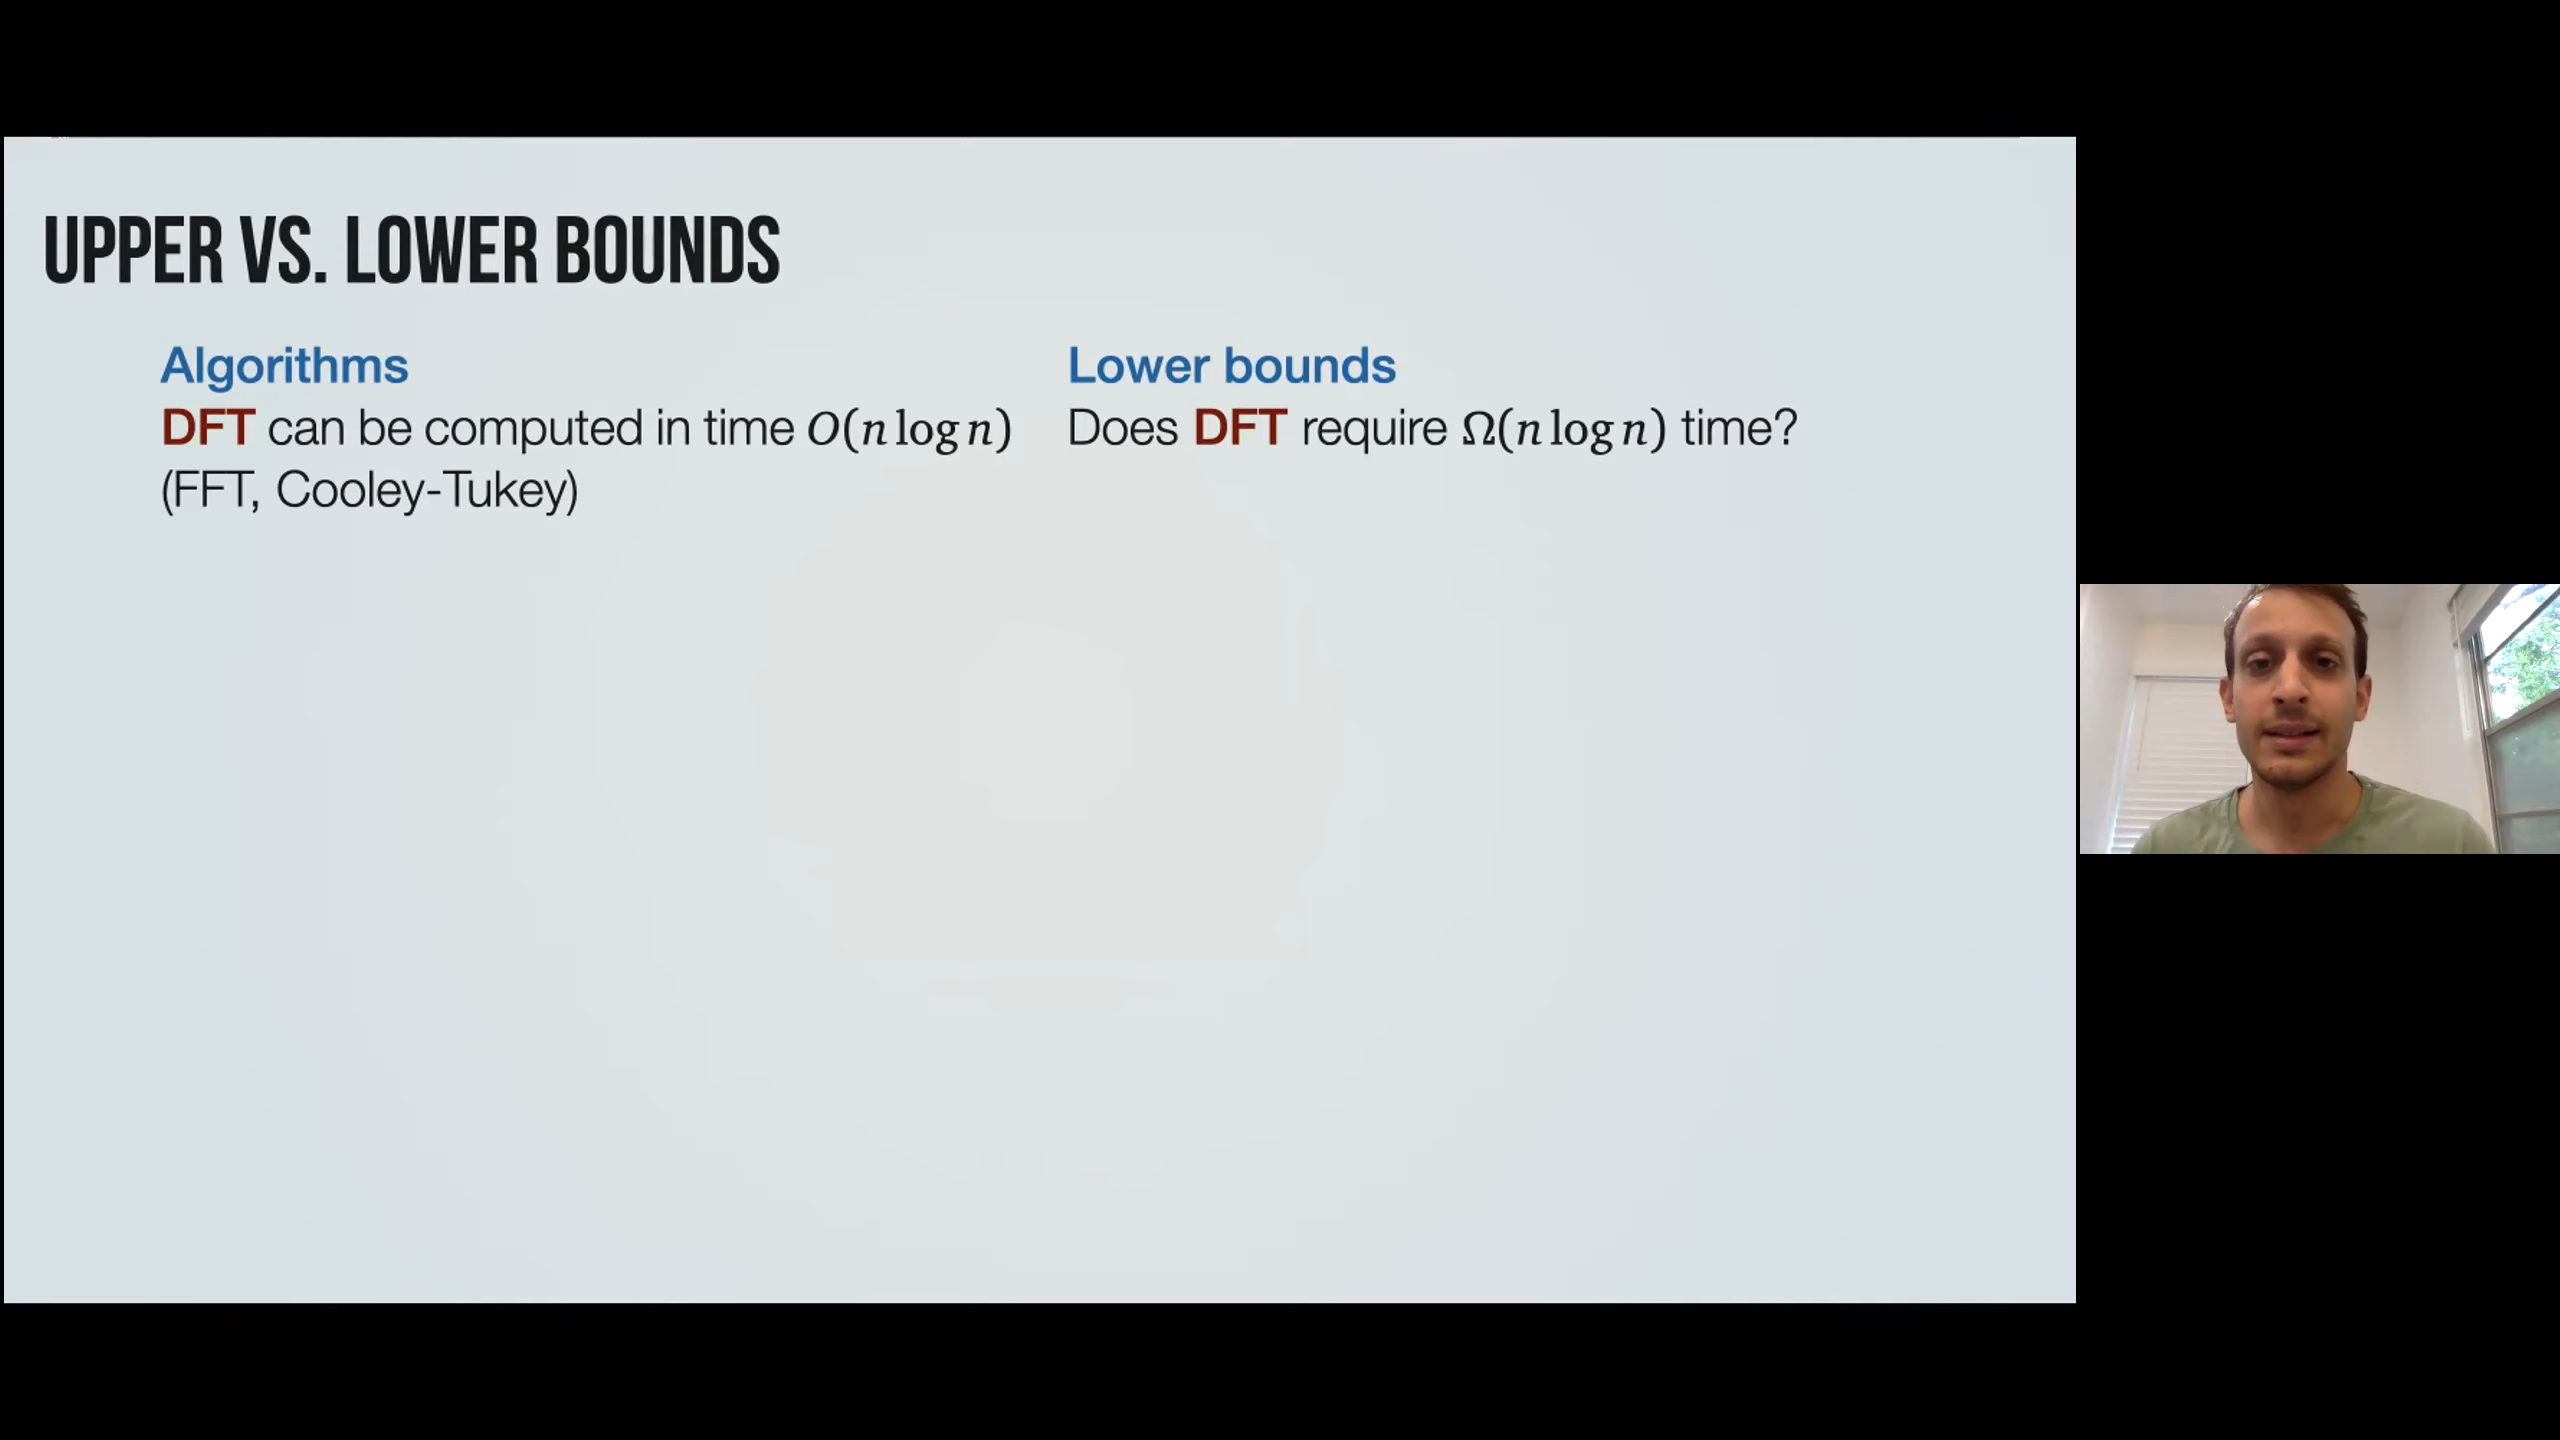 UPPER VS. LOWER BOUNDS
Algorithms
DFT can be computed in time O(n log n)
(FFT, Cooley-Tukey)
Lower bounds
Does DFT require Ω(n log n) time?